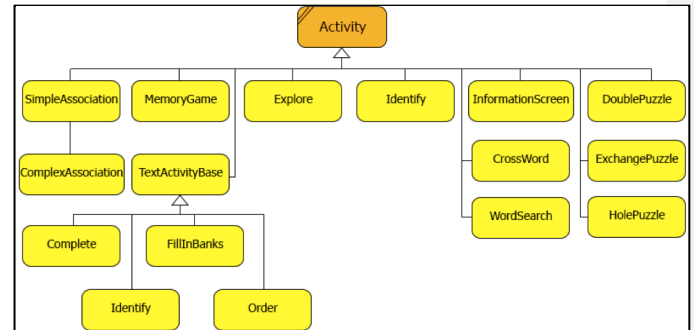 Activity
SimpleAssociation
MemoryGame
Explore
Identify
InformationScreen
DoublePuzzle
ComplexAssociation
TextActivityBase
CrossWord
ExchangePuzzle
WordSearch
HolePuzzle
Complete
FillInBanks
Identify
Order